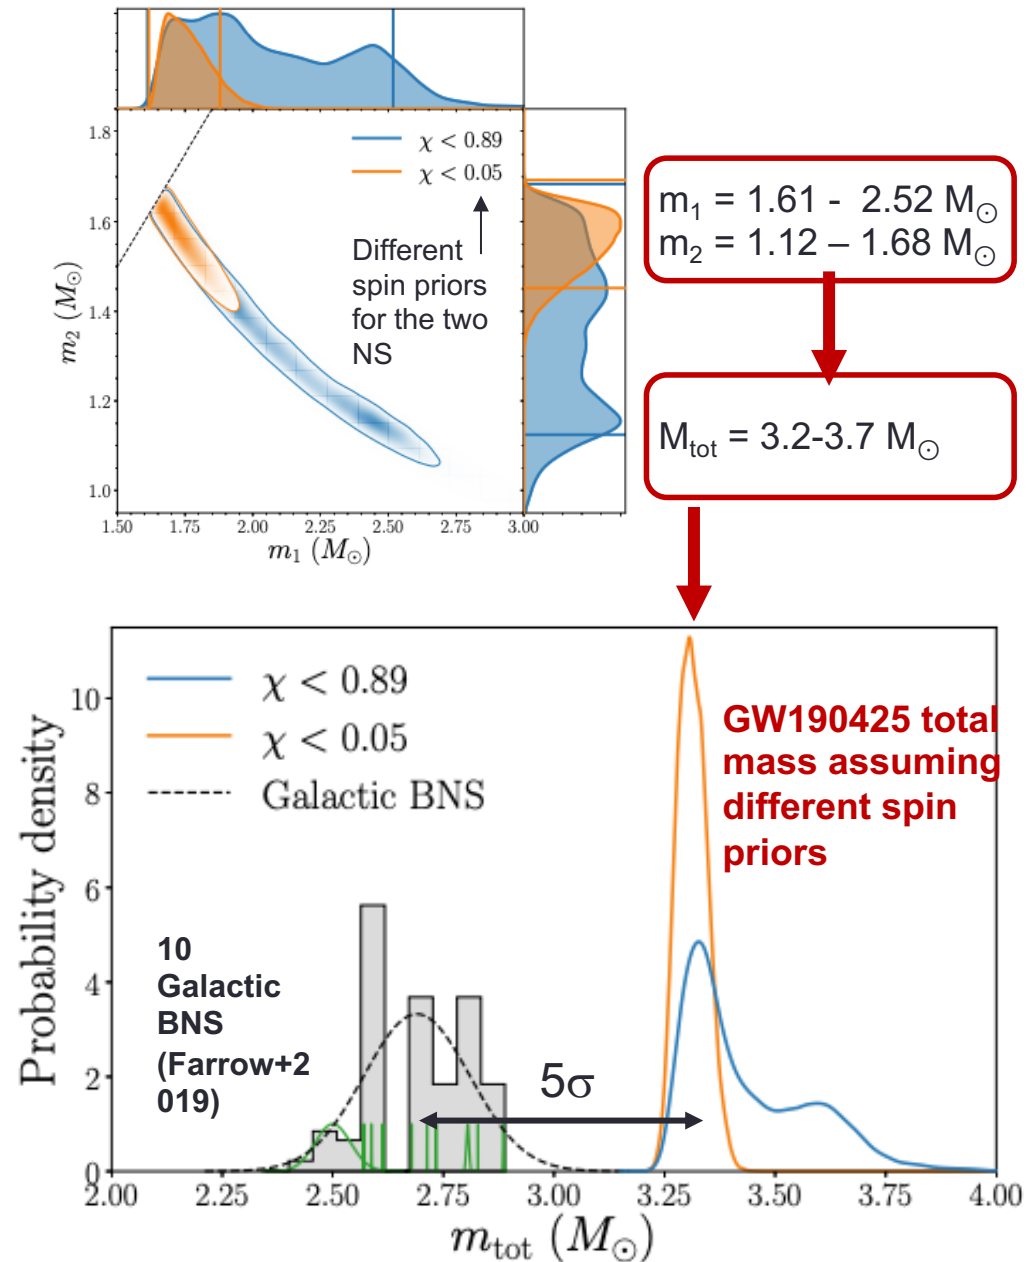 χ < 0.89
χ < 0.05
Different
spin priors
for the two
NS
1.8
1.6
1.4
1.2
1.0
m₂ (M⊙)
1.50 1.75 2.00 2.25 2.50 2.75 3.00
m₁ (M⊙)
m₁ = 1.61 - 2.52 M⊙
m₂ = 1.12 – 1.68 M⊙
Mtot = 3.2-3.7 M⊙
χ < 0.89
χ < 0.05
Galactic BNS
GW190425 total
mass assuming
different spin
priors
10
Galactic
BNS
(Farrow+2
019)
5σ
10
8
6
4
2
0
Probability density
2.00 2.25 2.50 2.75 3.00 3.25 3.50 3.75 4.00
mtot (M⊙)